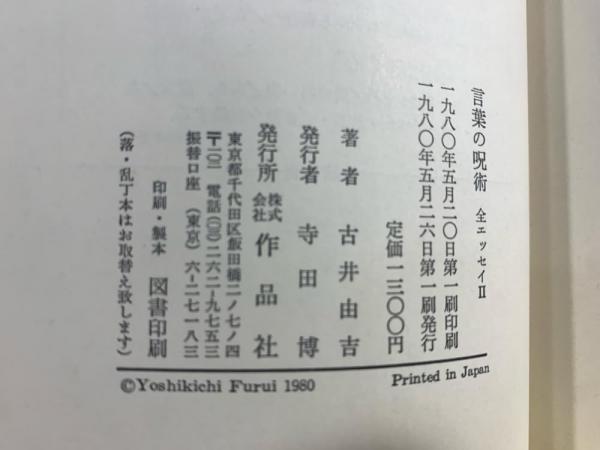 言葉の呪術 全エッセイⅡ
一九八〇年五月二〇日第一刷印刷
一九八〇年五月二六日第一刷発行
定価一三〇〇円
著者 古井由吉
発行者 寺田博
発行所 株式会社 作品社
東京都千代田区飯田橋二ノ七ノ四
〒一〇二 電話(〇三)二六二-九七五三
振替口座 (東京)六-二七一八三
印刷・製本 図書印刷
(落・乱丁本はお取替え致します)
©Yoshikichi Furui 1980
Printed in Japan